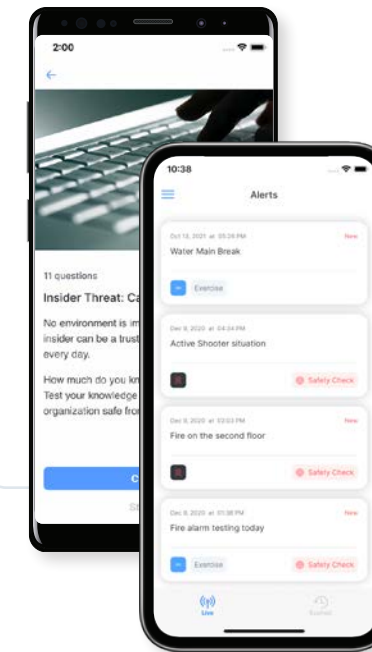 2:00
11 questions
Insider Threat: Ca
No environment is im
insider can be a trust
every day.
How much do you kn
Test your knowledge
organization safe fror
C
St
10:38
Alerts
Oct 13, 2021 at 05:28 PM New
Water Main Break
Exercise
Dec 9, 2020 at 04:24 PM
Active Shooter situation
Safety Check
Dec 9, 2020 at 03:03 PM New
Fire on the second floor
Safety Check
Dec 9, 2020 at 01:38 PM New
Fire alarm testing today
Exercise Safety Check
Live